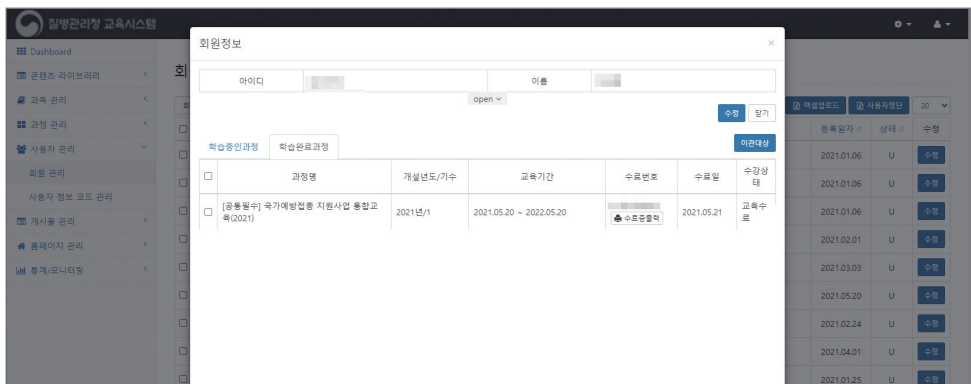 질병관리청 교육시스템
Dashboard
콘텐츠 라이브러리
과목 관리
과정 관리
사용자 관리
회원 관리
사용자 정보 코드 관리
게시물 관리
홈페이지 관리
통계/모니터링
회
회원정보 ×
아이디 이름
open
수정 닫기
학습중인과정 학습완료과정 이관대상
과정명 개설년도/기수 교육기간 수료번호 수료일 수강상태
[공통필수] 국가예방접종 지원사업 통합교육(2021) 2021년/1 2021.05.20 ~ 2022.05.20 수료증출력 2021.05.21 교육수료
엑셀업로드 사용자명단 20
등록일자 상태 수정
2021.01.06 U 수정
2021.01.06 U 수정
2021.01.06 U 수정
2021.02.01 U 수정
2021.03.03 U 수정
2021.05.20 U 수정
2021.02.24 U 수정
2021.04.01 U 수정
2021.01.25 U 수정